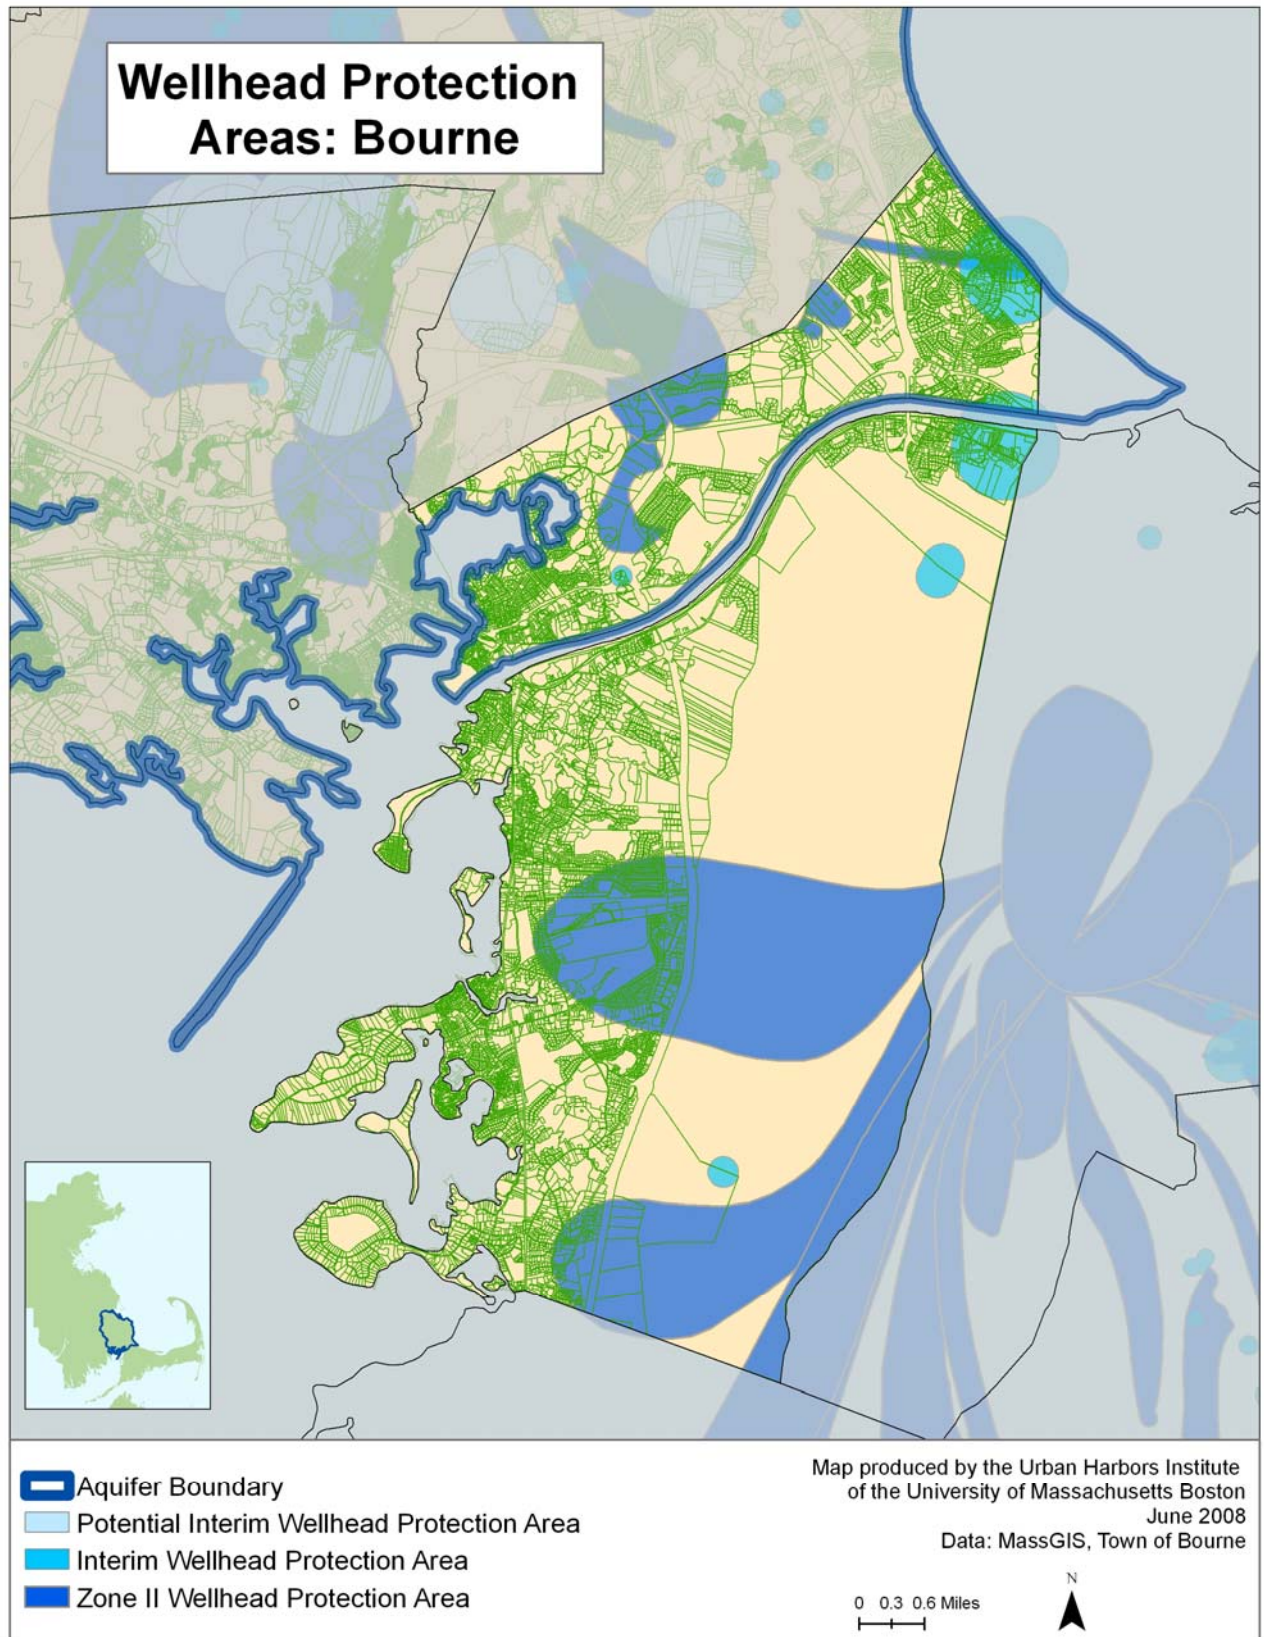 Wellhead Protection
Areas: Bourne
Aquifer Boundary
Potential Interim Wellhead Protection Area
Interim Wellhead Protection Area
Zone II Wellhead Protection Area
Map produced by the Urban Harbors Institute
of the University of Massachusetts Boston
June 2008
Data: MassGIS, Town of Bourne
0 0.3 0.6 Miles
N